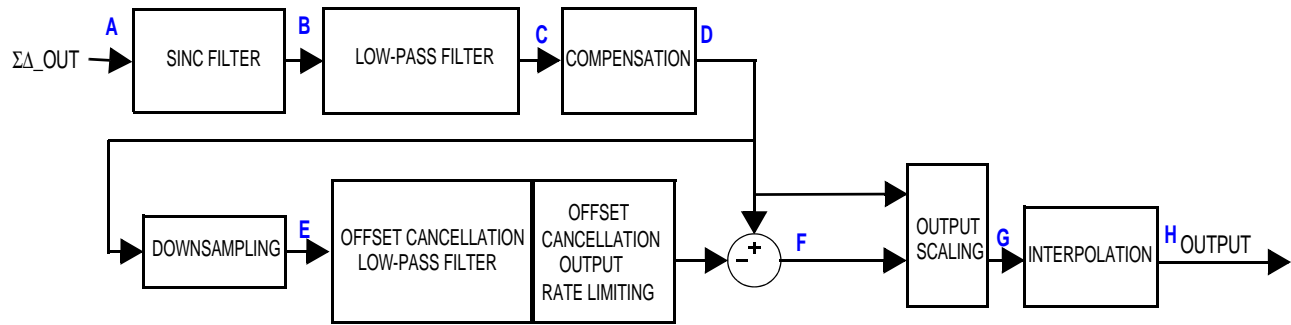 A
B
C
D
ΣΔ_OUT
SINC FILTER
LOW-PASS FILTER
COMPENSATION
DOWNSAMPLING
E
OFFSET CANCELLATION
LOW-PASS FILTER
OFFSET
CANCELLATION
OUTPUT
RATE LIMITING
-
+
F
OUTPUT
SCALING
G
INTERPOLATION
H
OUTPUT